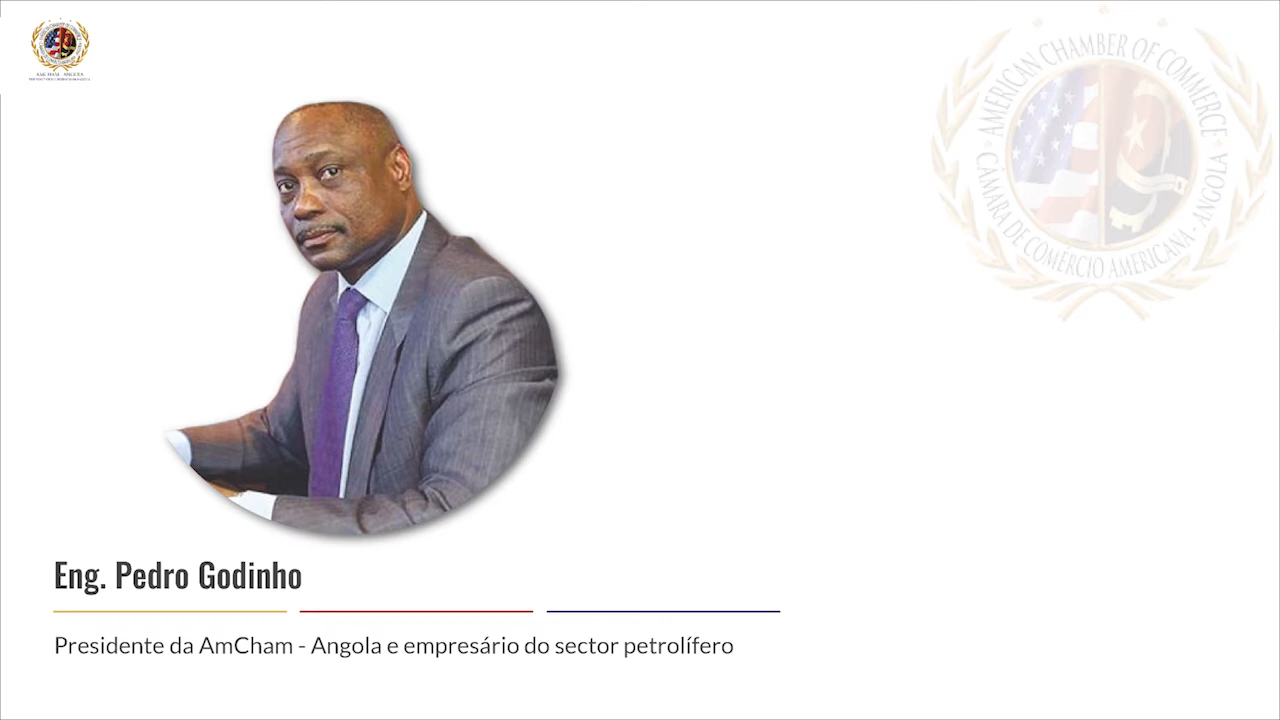 AMERICAN CHAMBER OF COMMERCE
CÂMARA DE COMÉRCIO AMERICANA - ANGOLA
Eng. Pedro Godinho
Presidente da AmCham - Angola e empresário do sector petrolífero